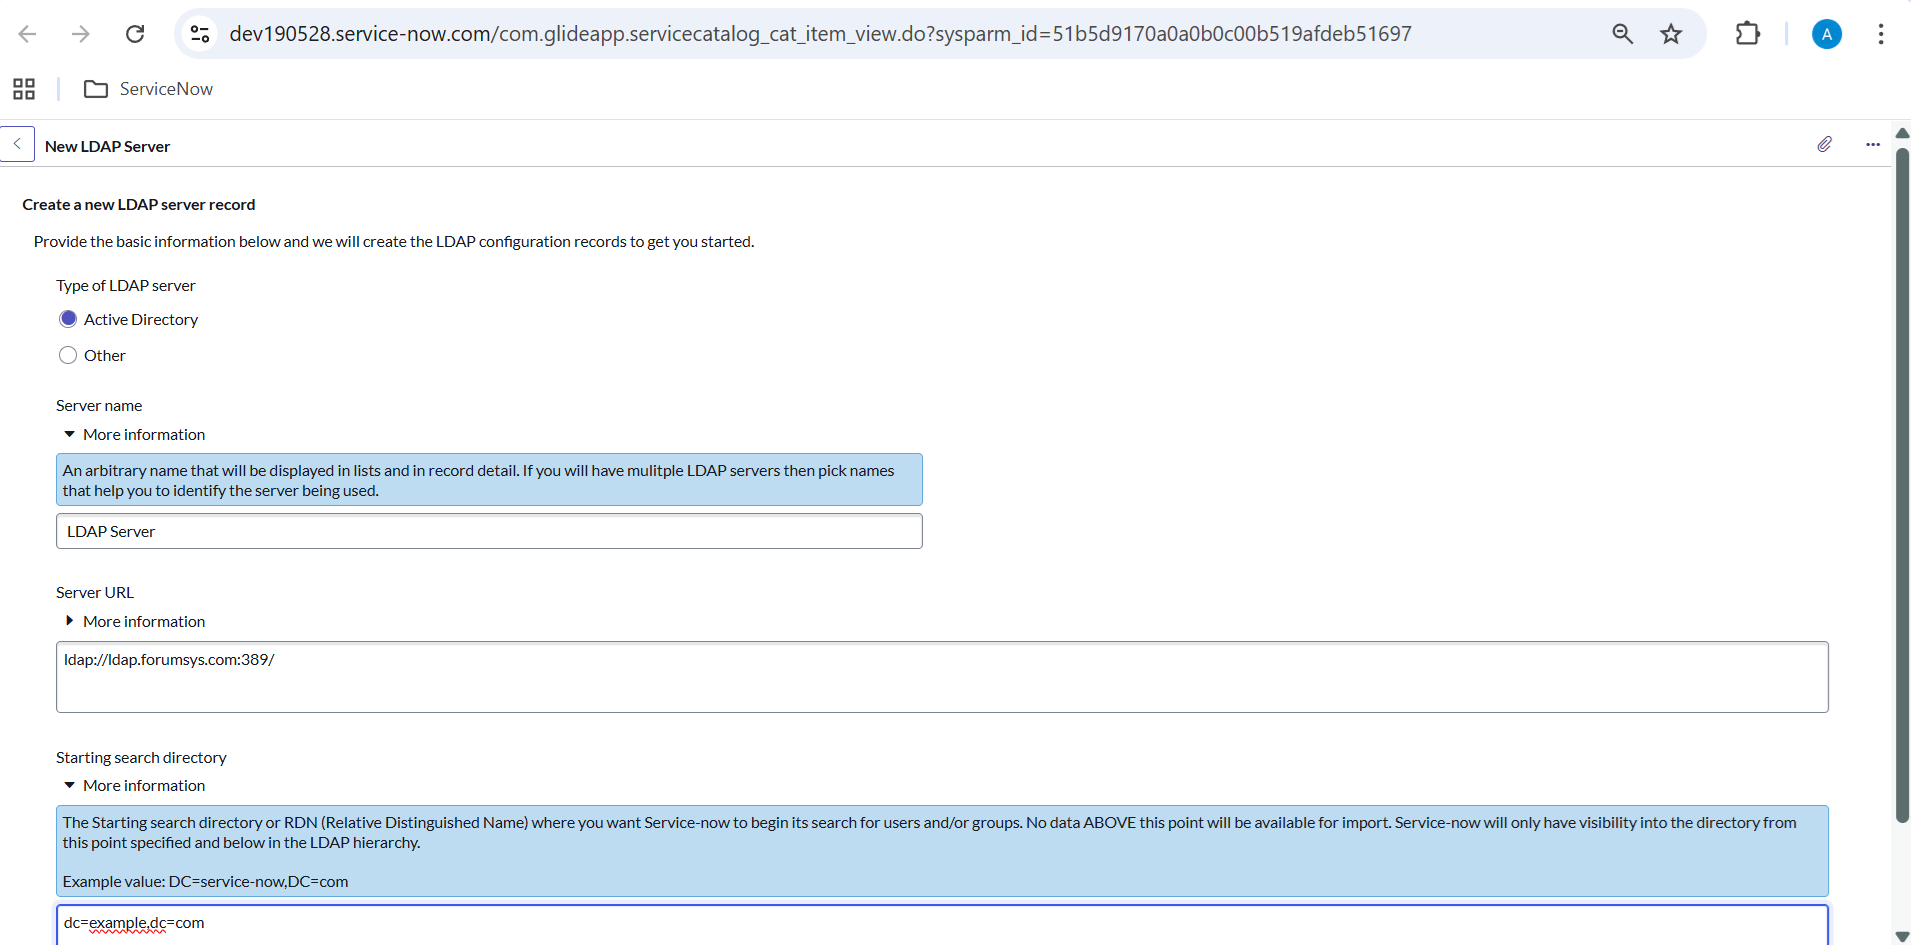 dev190528.service-now.com/com.glideapp.servicecatalog_cat_item_view.do?sysparm_id=51b5d9170a0a0b0c00b519afdeb51697
A
ServiceNow
New LDAP Server
Create a new LDAP server record
Provide the basic information below and we will create the LDAP configuration records to get you started.
Type of LDAP server
Active Directory
Other
Server name
More information
An arbitrary name that will be displayed in lists and in record detail. If you will have mulitple LDAP servers then pick names
that help you to identify the server being used.
LDAP Server
Server URL
More information
ldap://ldap.forumsys.com:389/
Starting search directory
More information
The Starting search directory or RDN (Relative Distinguished Name) where you want Service-now to begin its search for users and/or groups. No data ABOVE this point will be available for import. Service-now will only have visibility into the directory from
this point specified and below in the LDAP hierarchy.
Example value: DC=service-now,DC=com
dc=example,dc=com